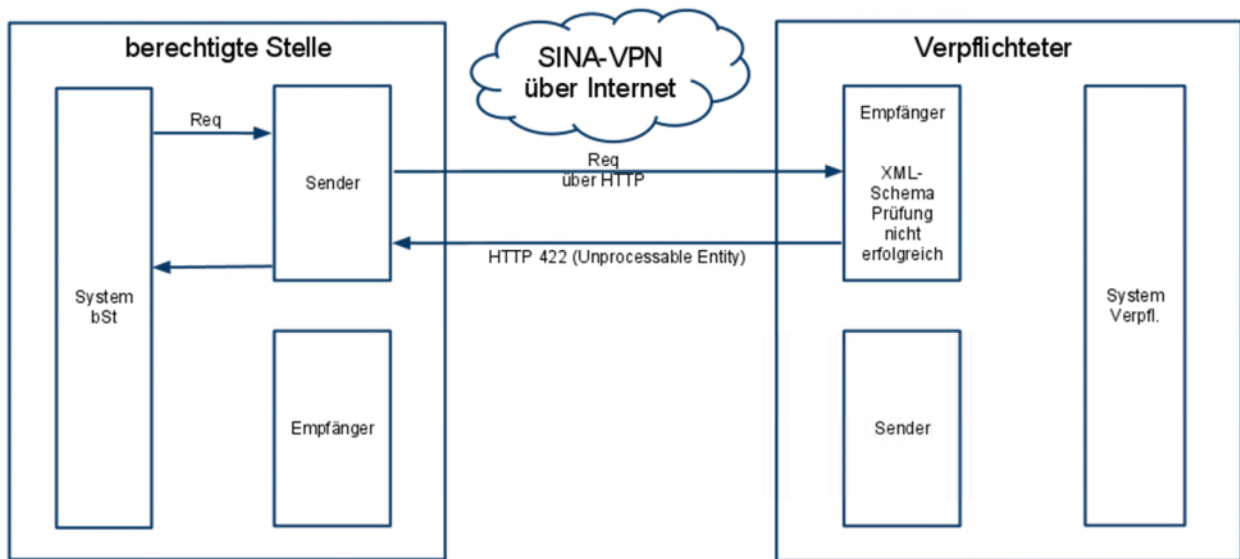 berechtigte Stelle
SINA-VPN
über Internet
Verpflichteter
Req
Sender
Req
über HTTP
Empfänger
XML-
Schema
Prüfung
nicht
erfolgreich
HTTP 422 (Unprocessable Entity)
System
bSt
System
Verpfl.
Empfänger
Sender